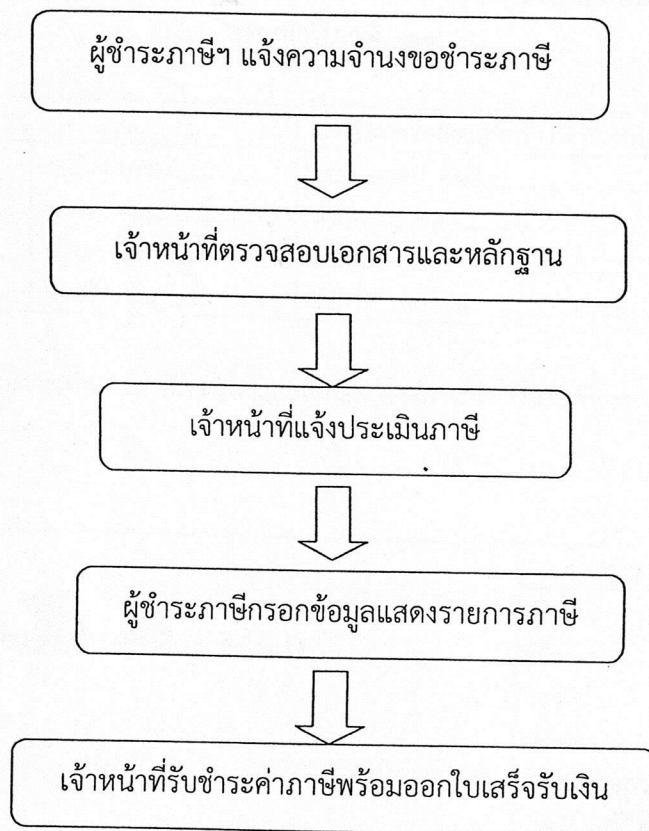 ผู้ชำระภาษีฯ แจ้งความจำนงขอชำระภาษี
เจ้าหน้าที่ตรวจสอบเอกสารและหลักฐาน
เจ้าหน้าที่แจ้งประเมินภาษี
ผู้ชำระภาษีกรอกข้อมูลแสดงรายการภาษี
เจ้าหน้าที่รับชำระค่าภาษีพร้อมออกใบเสร็จรับเงิน